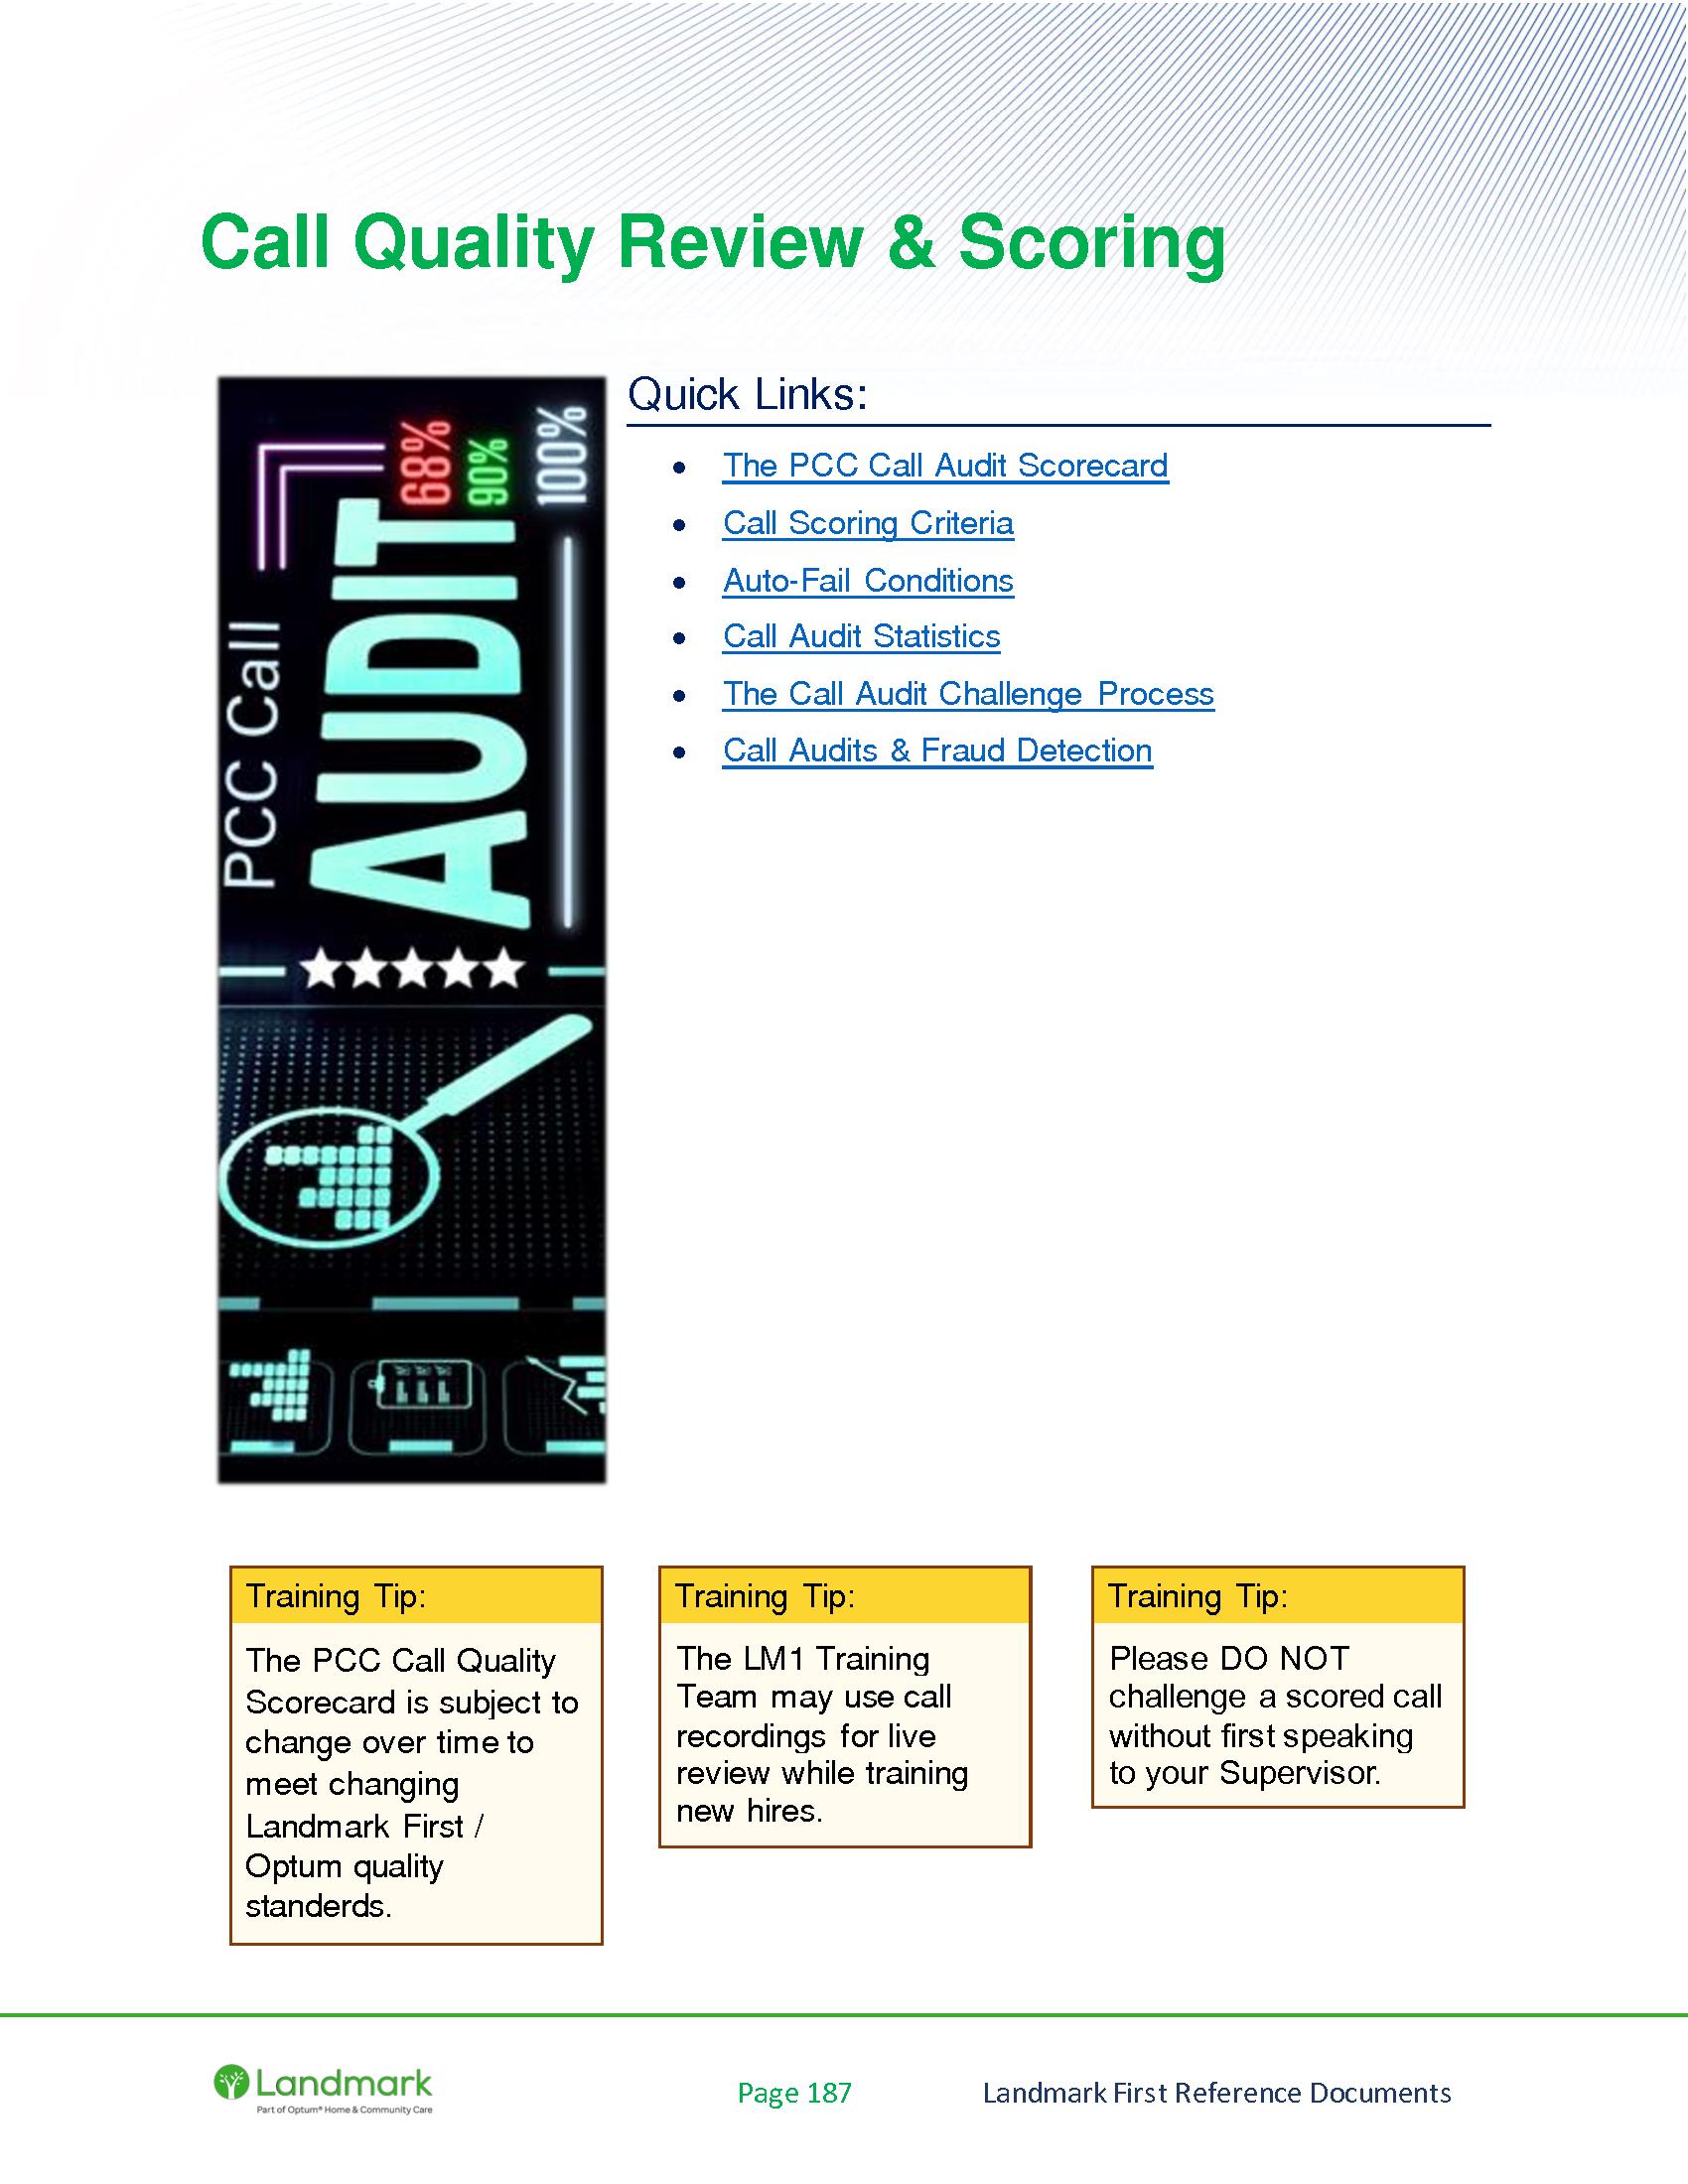 Call Quality Review & Scoring
PCC Call
AUDIT
68%
90%
100%
Quick Links:
• The PCC Call Audit Scorecard
• Call Scoring Criteria
• Auto-Fail Conditions
• Call Audit Statistics
• The Call Audit Challenge Process
• Call Audits & Fraud Detection
Training Tip:
The PCC Call Quality
Scorecard is subject to
change over time to
meet changing
Landmark First /
Optum quality
standerds.
Training Tip:
The LM1 Training
Team may use call
recordings for live
review while training
new hires.
Training Tip:
Please DO NOT
challenge a scored call
without first speaking
to your Supervisor.
Landmark
Part of Optum® Home & Community Care
Page 187
Landmark First Reference Documents